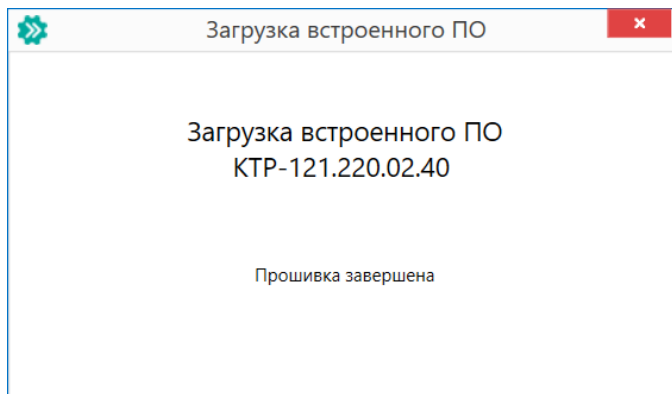 Загрузка встроенного ПО
Загрузка встроенного ПО
КТР-121.220.02.40
Прошивка завершена